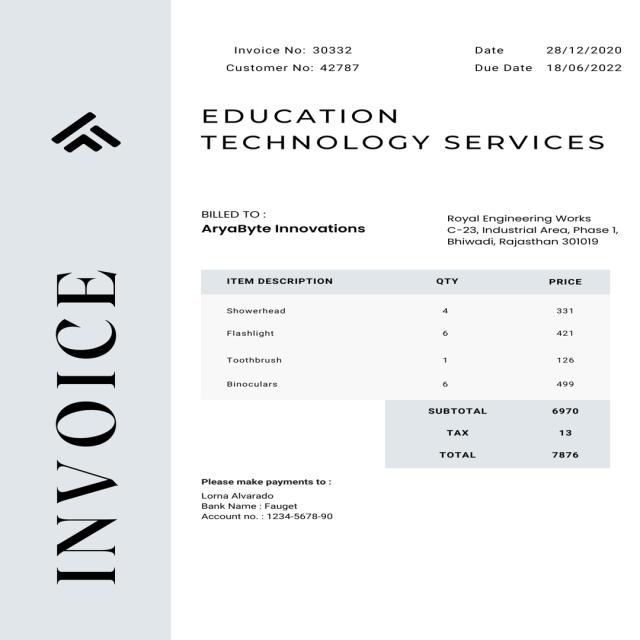 Invoice No: 30332
Customer No: 42787
Date 28/12/2020
Due Date 18/06/2022
EDUCATION
TECHNOLOGY SERVICES
BILLED TO :
AryaByte Innovations
Royal Engineering Works
C-23, Industrial Area, Phase 1,
Bhiwadi, Rajasthan 301019
INVOICE
ITEM DESCRIPTION QTY PRICE
Showerhead 4 331
Flashlight 6 421
Toothbrush 1 126
Binoculars 6 499
SUBTOTAL 6970
TAX 13
TOTAL 7876
Please make payments to :
Lorna Alvarado
Bank Name : Fauget
Account no. : 1234-5678-90